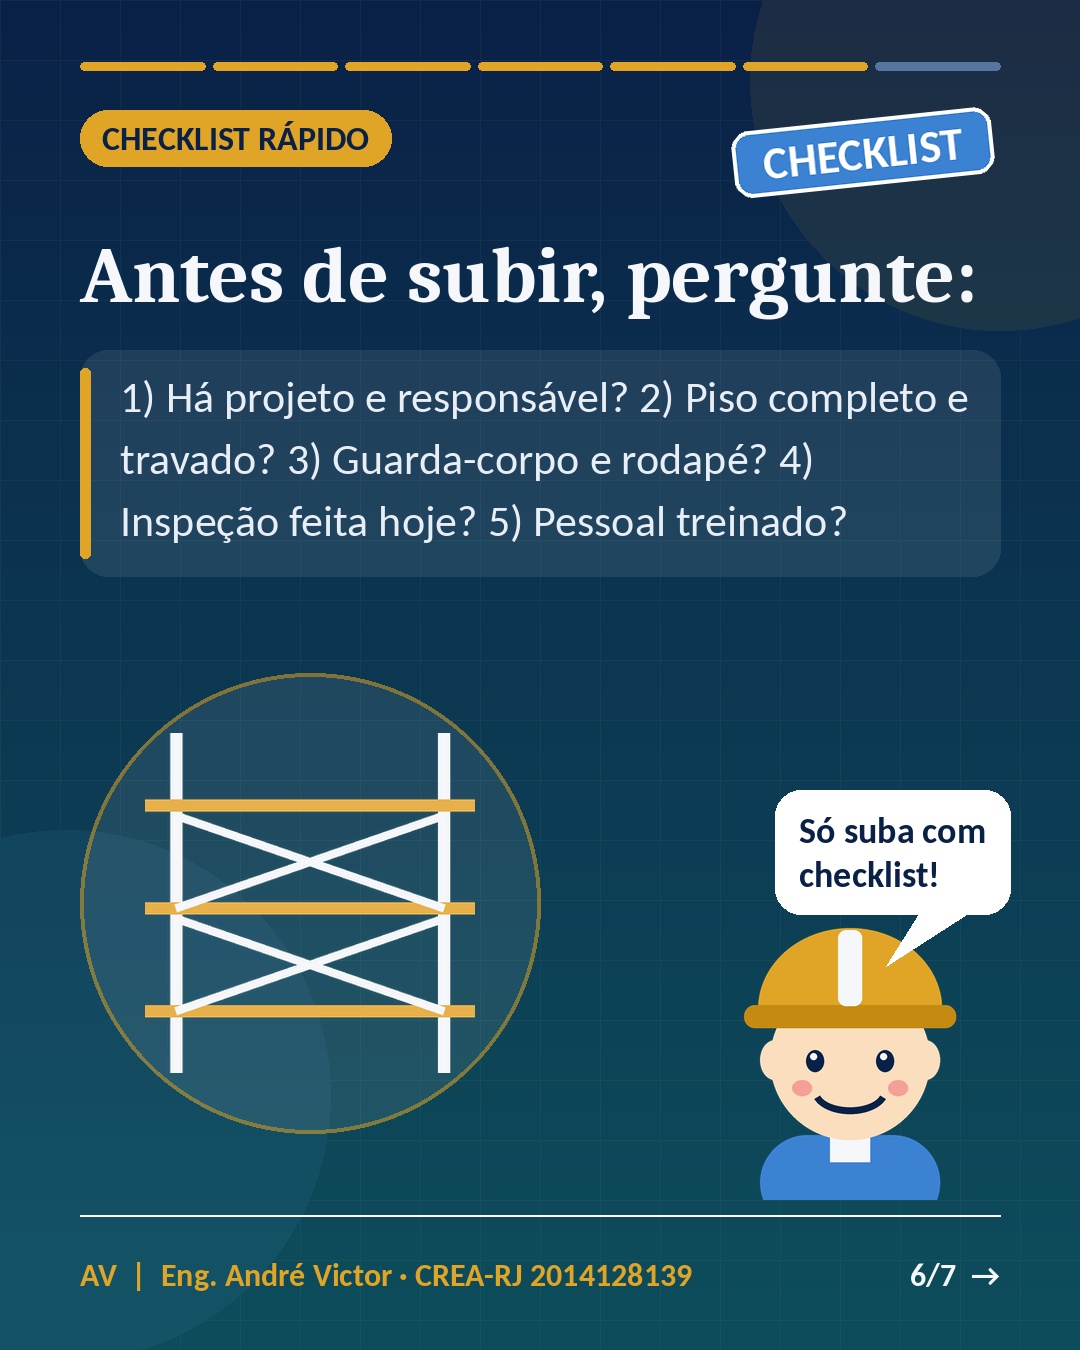 CHECKLIST RÁPIDO
CHECKLIST
Antes de subir, pergunte:
1) Há projeto e responsável? 2) Piso completo e
travado? 3) Guarda-corpo e rodapé? 4)
Inspeção feita hoje? 5) Pessoal treinado?
Só suba com
checklist!
AV | Eng. André Victor · CREA-RJ 2014128139
6/7 →